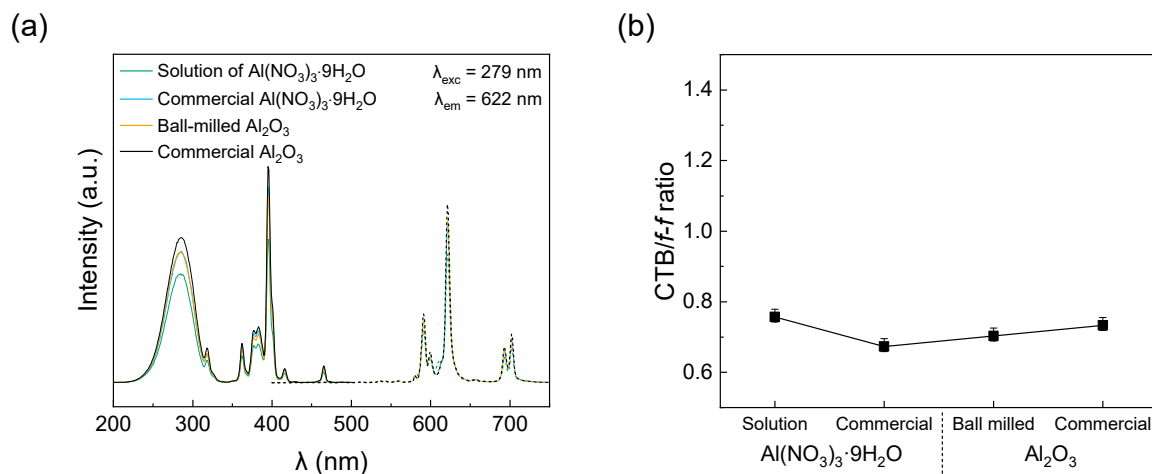 (a)
Solution of Al(NO₃)₃·9H₂O
Commercial Al(NO₃)₃·9H₂O
Ball-milled Al₂O₃
Commercial Al₂O₃
λexc = 279 nm
λem = 622 nm
Intensity (a.u.)
200 300 400 500 600 700
λ (nm)
(b)
CTB/f-f ratio
1.4
1.2
1.0
0.8
0.6
Solution Commercial Ball milled Commercial
Al(NO₃)₃·9H₂O Al₂O₃